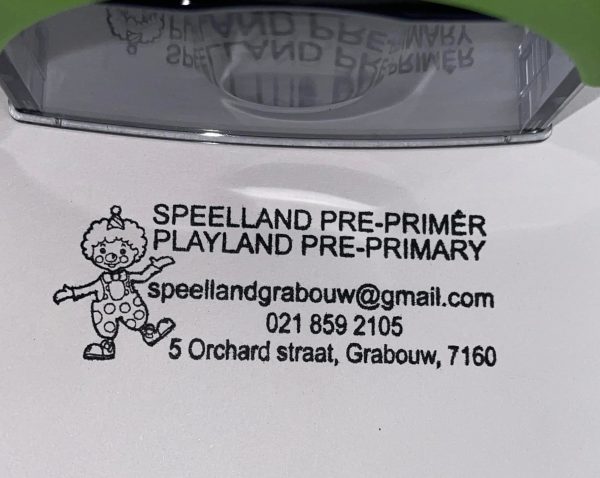 SPEELLAND PRE-PRIMÊR
PLAYLAND PRE-PRIMARY
speellandgrabouw@gmail.com
021 859 2105
5 Orchard straat, Grabouw, 7160